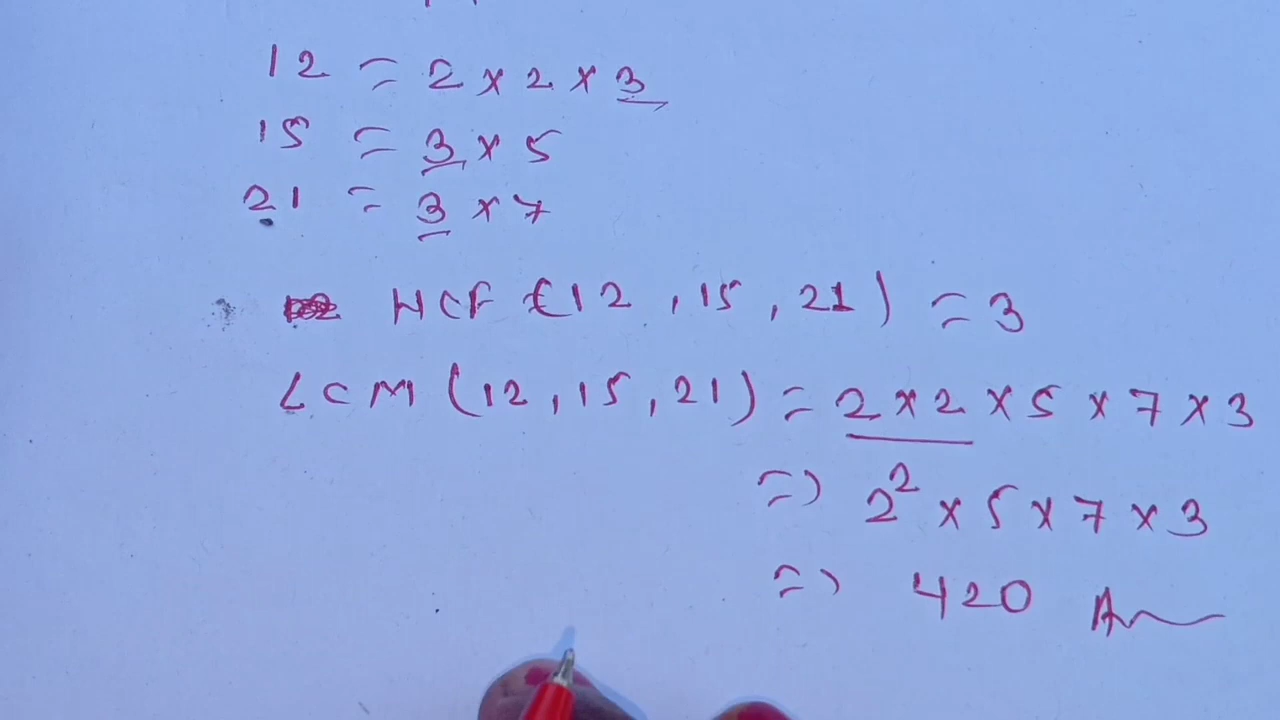 12 = 2 × 2 × 3
15 = 3 × 5
21 = 3 × 7
HCF (12, 15, 21) = 3
LCM (12, 15, 21) = 2 × 2 × 5 × 7 × 3
=> 2² × 5 × 7 × 3
=> 420 An